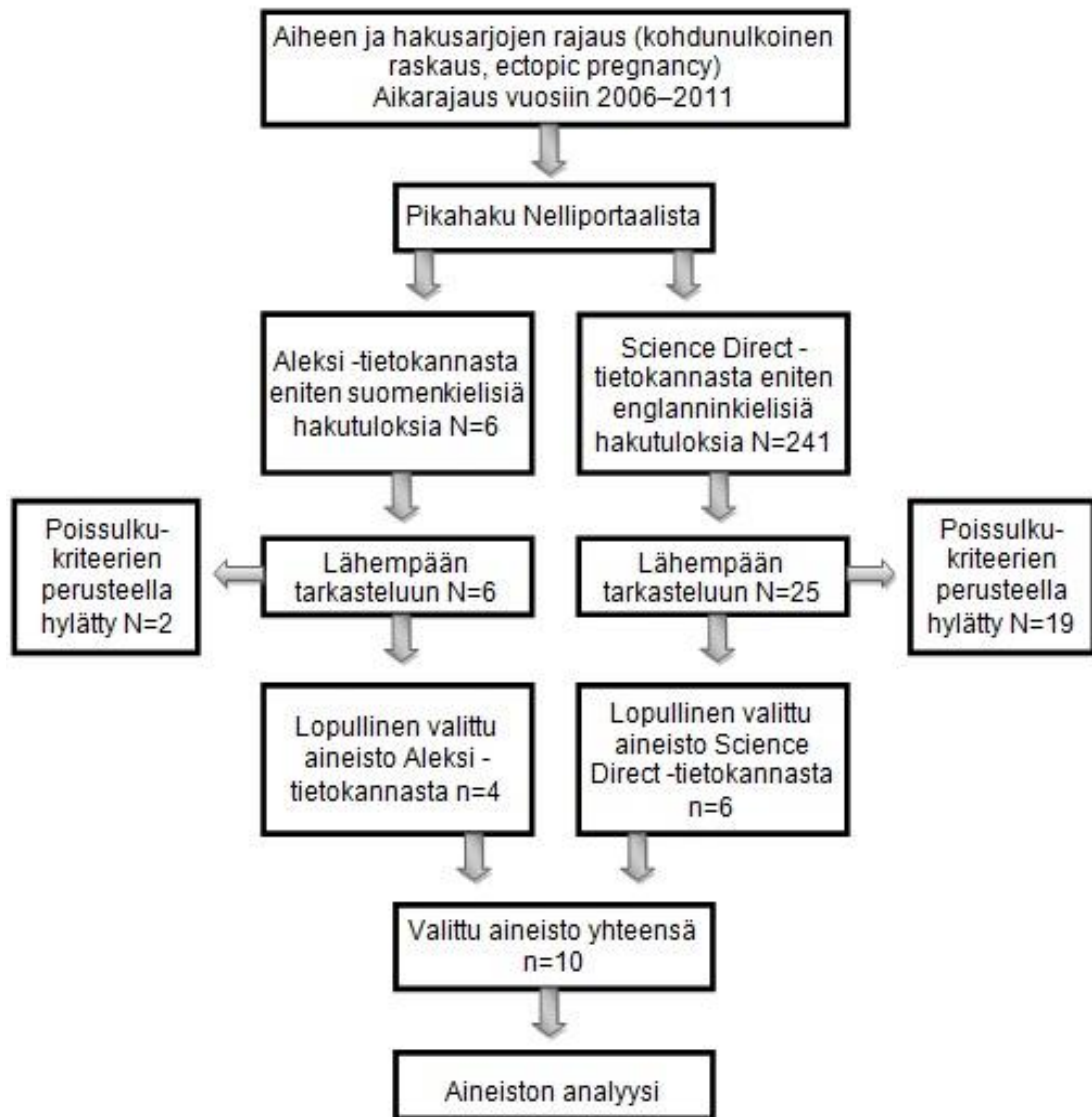 Aiheen ja hakusarjojen rajaus (kohdunulkoinen
raskaus, ectopic pregnancy)
Aikarajaus vuosiin 2006–2011
Pikahaku Nelliportaalista
Aleksi -tietokannasta
eniten suomenkielisiä
hakutuloksia N=6
Science Direct -
tietokannasta eniten
englanninkielisiä
hakutuloksia N=241
Poissulku-
kriteerien
perusteella
hylätty N=2
Lähempään
tarkasteluun N=6
Lähempään
tarkasteluun N=25
Poissulku-
kriteerien
perusteella
hylätty N=19
Lopullinen valittu
aineisto Aleksi -
tietokannasta n=4
Lopullinen valittu
aineisto Science
Direct -tietokannasta
n=6
Valittu aineisto yhteensä
n=10
Aineiston analyysi